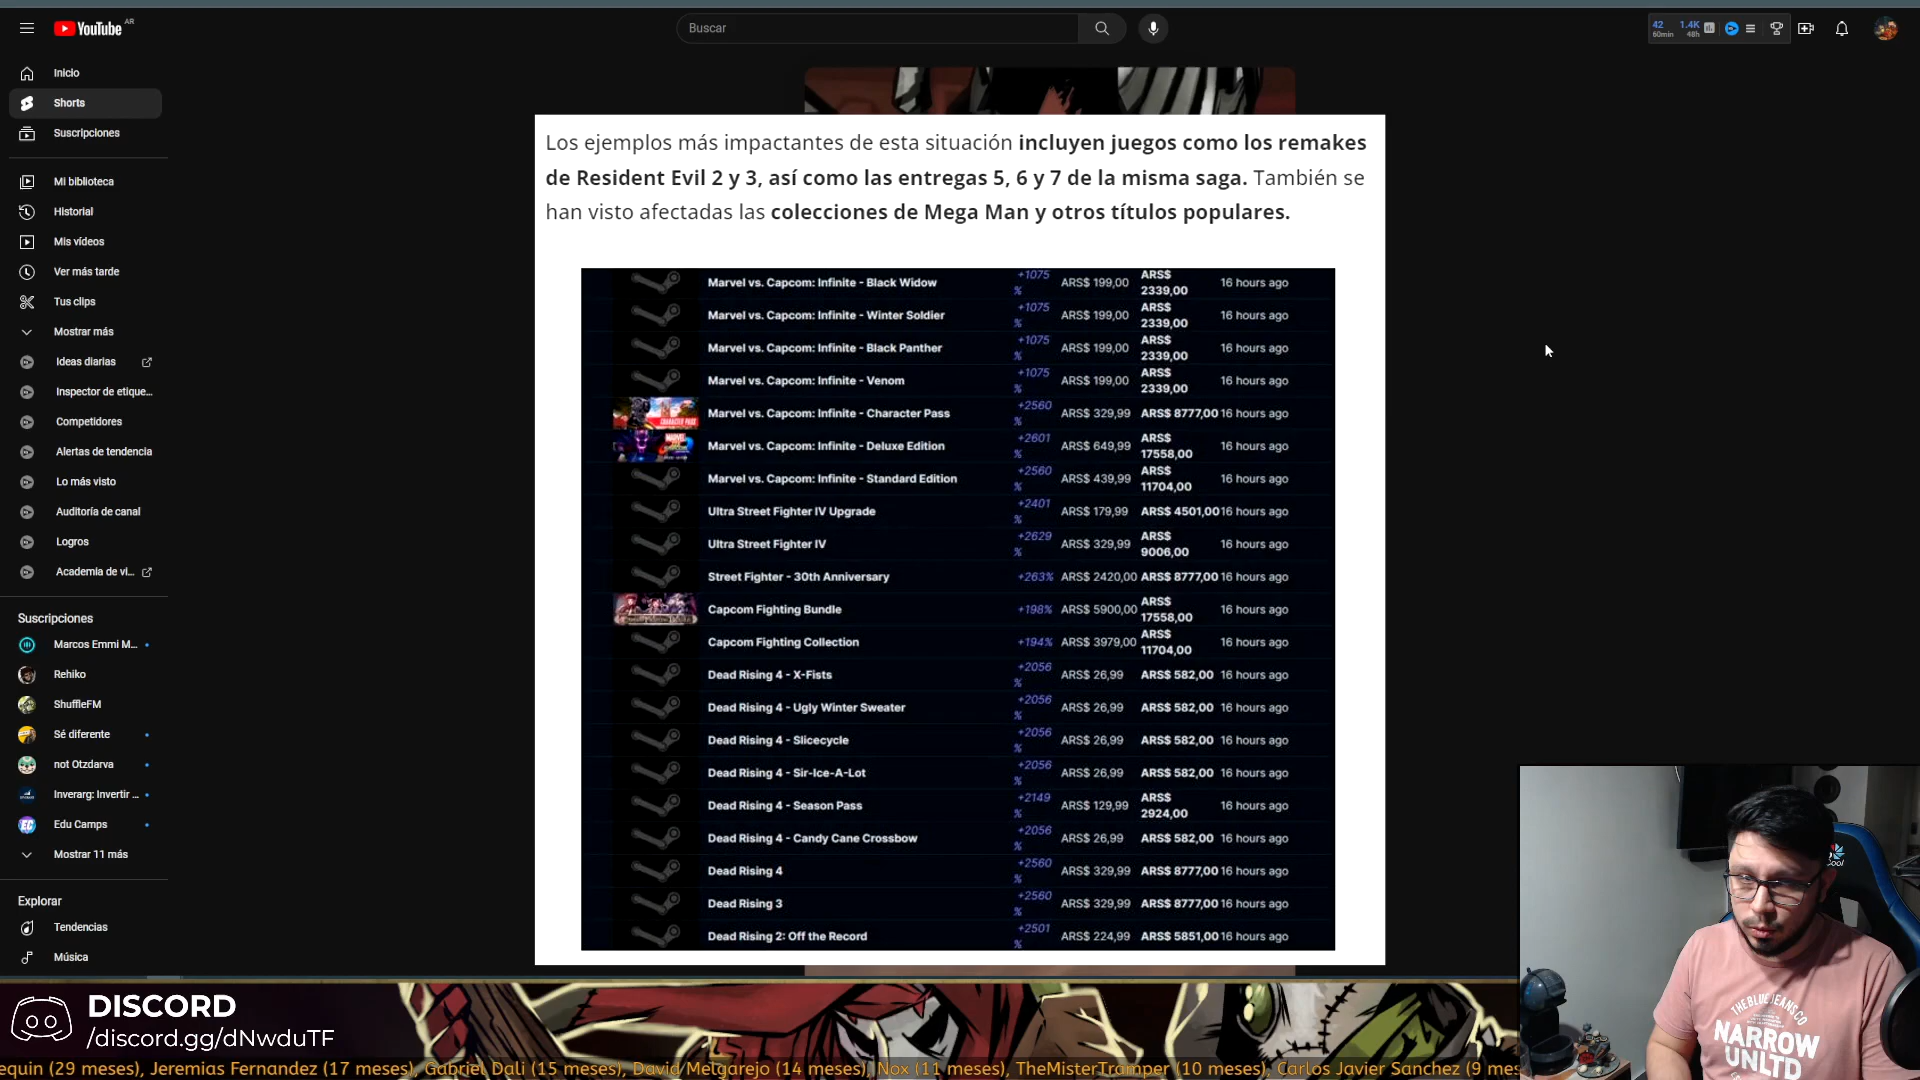 YouTube AR
Buscar
42 60min 1.4K 48h
Inicio
Shorts
Suscripciones
Mi biblioteca
Historial
Mis vídeos
Ver más tarde
Tus clips
Mostrar más
Ideas diarias
Inspector de etique...
Competidores
Alertas de tendencia
Lo más visto
Auditoría de canal
Logros
Academia de vi...
Suscripciones
Marcos Emmi M...
Rehiko
ShuffleFM
Sé diferente
not Otzdarva
Inverarg: Invertir ...
Edu Camps
Mostrar 11 más
Explorar
Tendencias
Música
Los ejemplos más impactantes de esta situación incluyen juegos como los remakes
de Resident Evil 2 y 3, así como las entregas 5, 6 y 7 de la misma saga. También se
han visto afectadas las colecciones de Mega Man y otros títulos populares.
Marvel vs. Capcom: Infinite - Black Widow +1075 % ARS$ 199,00 ARS$ 2339,00 16 hours ago
Marvel vs. Capcom: Infinite - Winter Soldier +1075 % ARS$ 199,00 ARS$ 2339,00 16 hours ago
Marvel vs. Capcom: Infinite - Black Panther +1075 % ARS$ 199,00 ARS$ 2339,00 16 hours ago
Marvel vs. Capcom: Infinite - Venom +1075 % ARS$ 199,00 ARS$ 2339,00 16 hours ago
Marvel vs. Capcom: Infinite - Character Pass +2560 % ARS$ 329,99 ARS$ 8777,00 16 hours ago
Marvel vs. Capcom: Infinite - Deluxe Edition +2601 % ARS$ 649,99 ARS$ 17558,00 16 hours ago
Marvel vs. Capcom: Infinite - Standard Edition +2560 % ARS$ 439,99 ARS$ 11704,00 16 hours ago
Ultra Street Fighter IV Upgrade +2401 % ARS$ 179,99 ARS$ 4501,00 16 hours ago
Ultra Street Fighter IV +2629 % ARS$ 329,99 ARS$ 9006,00 16 hours ago
Street Fighter - 30th Anniversary +263% ARS$ 2420,00 ARS$ 8777,00 16 hours ago
Capcom Fighting Bundle +198% ARS$ 5900,00 ARS$ 17558,00 16 hours ago
Capcom Fighting Collection +194% ARS$ 3979,00 ARS$ 11704,00 16 hours ago
Dead Rising 4 - X-Fists +2056 % ARS$ 26,99 ARS$ 582,00 16 hours ago
Dead Rising 4 - Ugly Winter Sweater +2056 % ARS$ 26,99 ARS$ 582,00 16 hours ago
Dead Rising 4 - Slicecycle +2056 % ARS$ 26,99 ARS$ 582,00 16 hours ago
Dead Rising 4 - Sir-Ice-A-Lot +2056 % ARS$ 26,99 ARS$ 582,00 16 hours ago
Dead Rising 4 - Season Pass +2149 % ARS$ 129,99 ARS$ 2924,00 16 hours ago
Dead Rising 4 - Candy Cane Crossbow +2056 % ARS$ 26,99 ARS$ 582,00 16 hours ago
Dead Rising 4 +2560 % ARS$ 329,99 ARS$ 8777,00 16 hours ago
Dead Rising 3 +2560 % ARS$ 329,99 ARS$ 8777,00 16 hours ago
Dead Rising 2: Off the Record +2501 % ARS$ 224,99 ARS$ 5851,00 16 hours ago
THE BLUE JEANS CO
NARROW
UNLTD
DISCORD
/discord.gg/dNwduTF
equin (29 meses), Jeremias Fernandez (17 meses), Gabriel Dali (15 meses), David Melgarejo (14 meses), Nox (11 meses), TheMisterTramper (10 meses), Carlos Javier Sanchez (9 mes